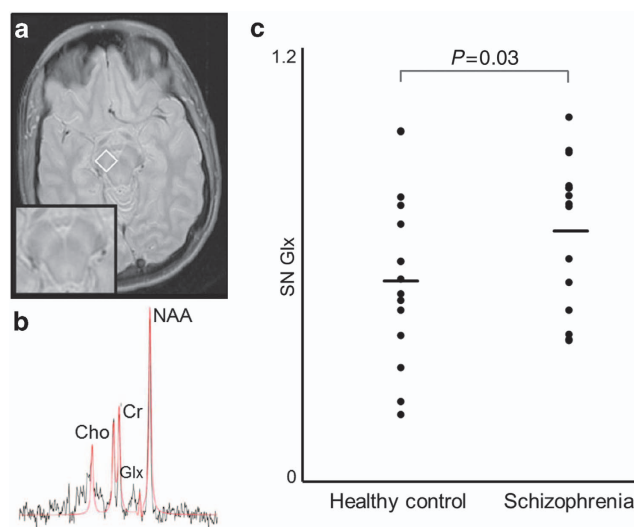 a
b
NAA
Cr
Cho
Glx
c
1.2
P=0.03
SN Glx
0
Healthy control
Schizophrenia